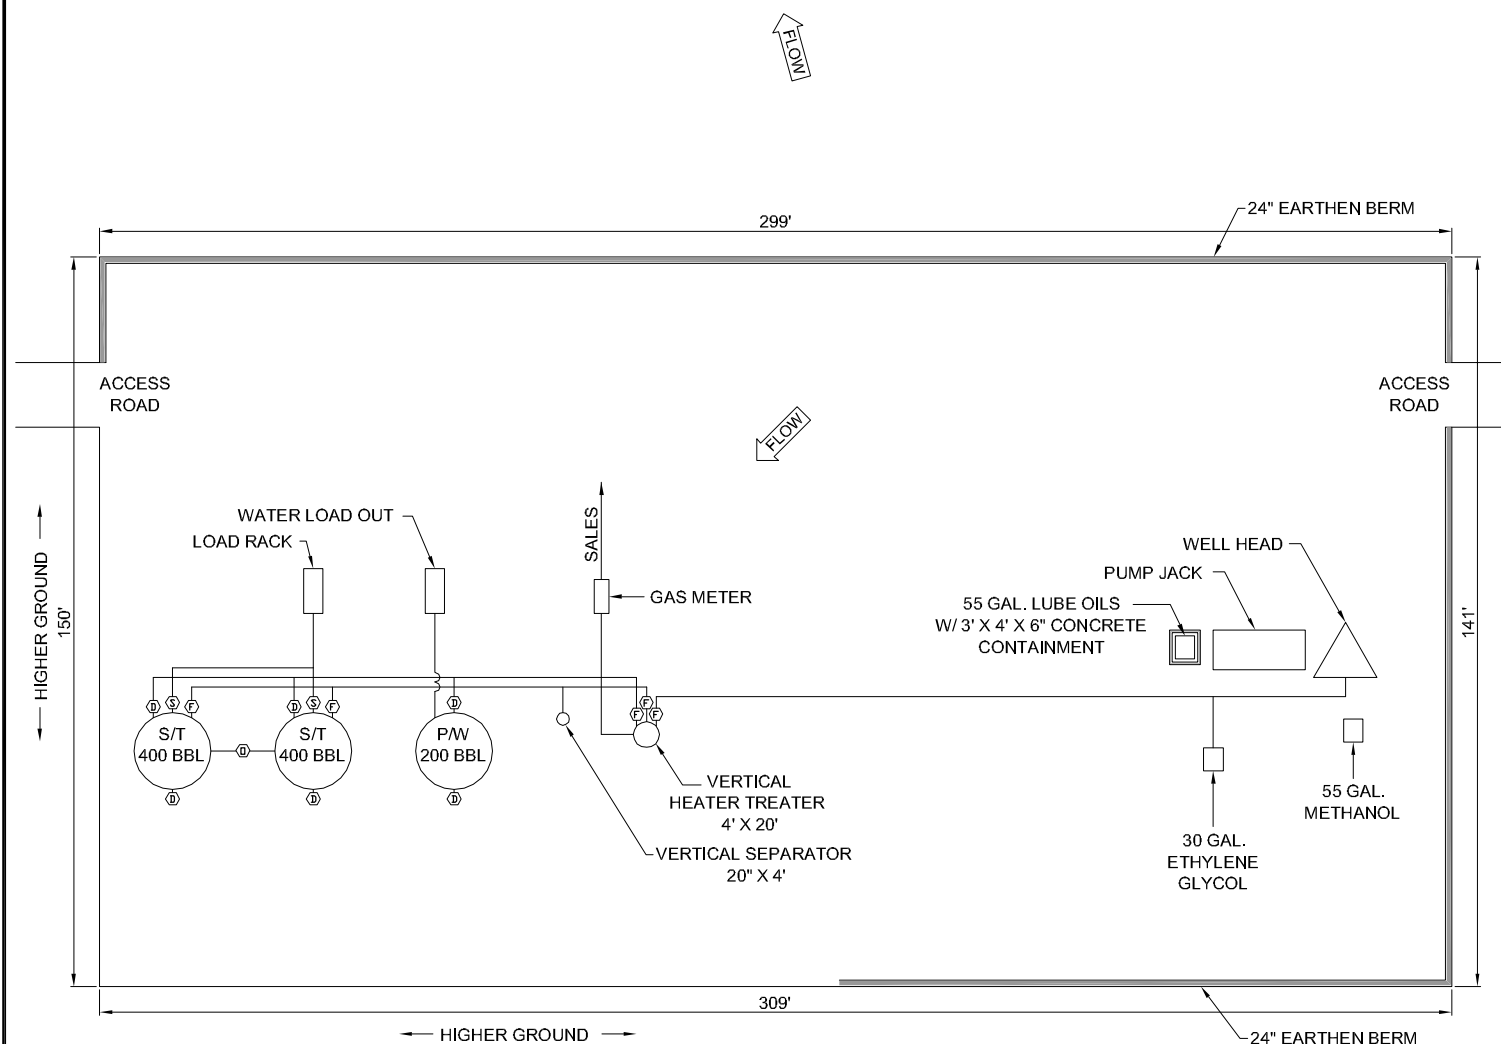 FLOW
24" EARTHEN BERM
299'
ACCESS
ROAD
ACCESS
ROAD
FLOW
WATER LOAD OUT
LOAD RACK
SALES
GAS METER
WELL HEAD
PUMP JACK
55 GAL. LUBE OILS
W/ 3' X 4' X 6" CONCRETE
CONTAINMENT
HIGHER GROUND
150'
141'
D
S
F
D
S
F
D
F
F
F
S/T
400 BBL
O
S/T
400 BBL
P/W
200 BBL
D
D
D
VERTICAL
HEATER TREATER
4' X 20'
VERTICAL SEPARATOR
20" X 4'
55 GAL.
METHANOL
30 GAL.
ETHYLENE
GLYCOL
309'
HIGHER GROUND
24" EARTHEN BERM